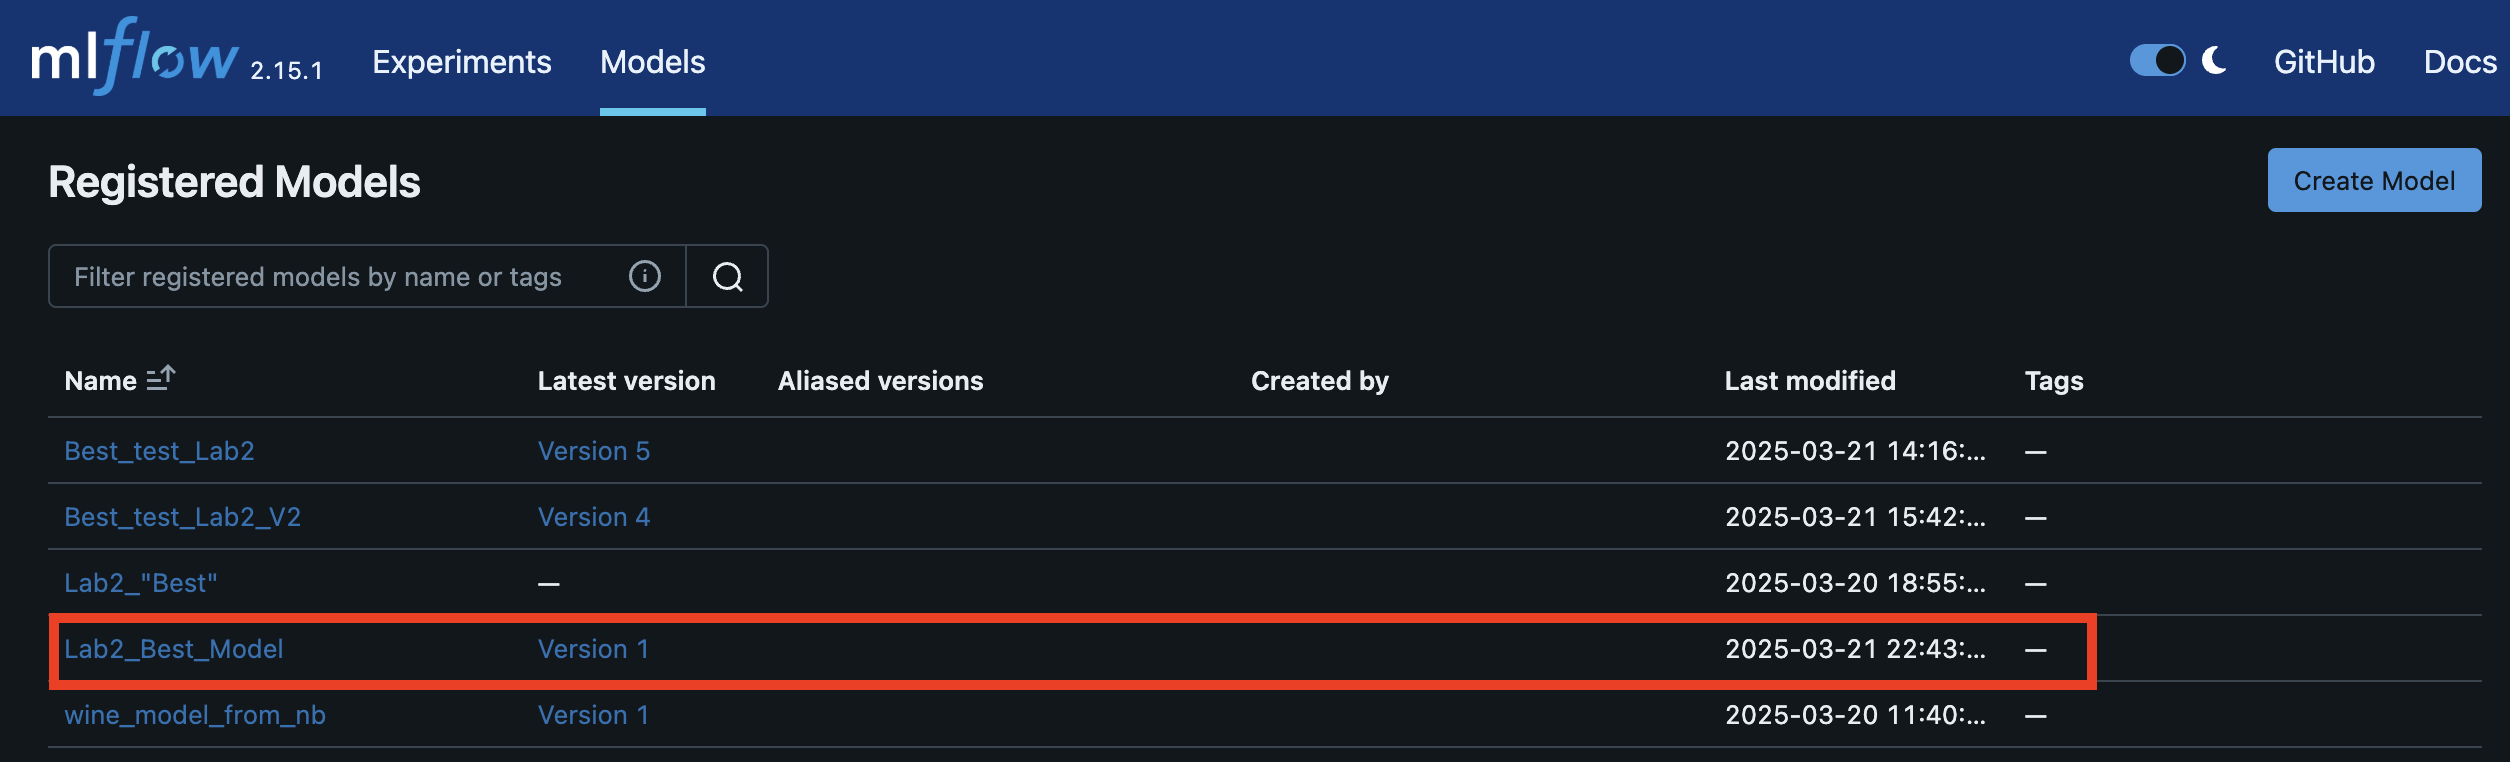 mlflow 2.15.1 Experiments Models GitHub Docs
Registered Models Create Model
Filter registered models by name or tags
Name Latest version Aliased versions Created by Last modified Tags
Best_test_Lab2 Version 5 2025-03-21 14:16:... —
Best_test_Lab2_V2 Version 4 2025-03-21 15:42:... —
Lab2_"Best" — 2025-03-20 18:55:... —
Lab2_Best_Model Version 1 2025-03-21 22:43:... —
wine_model_from_nb Version 1 2025-03-20 11:40:... —